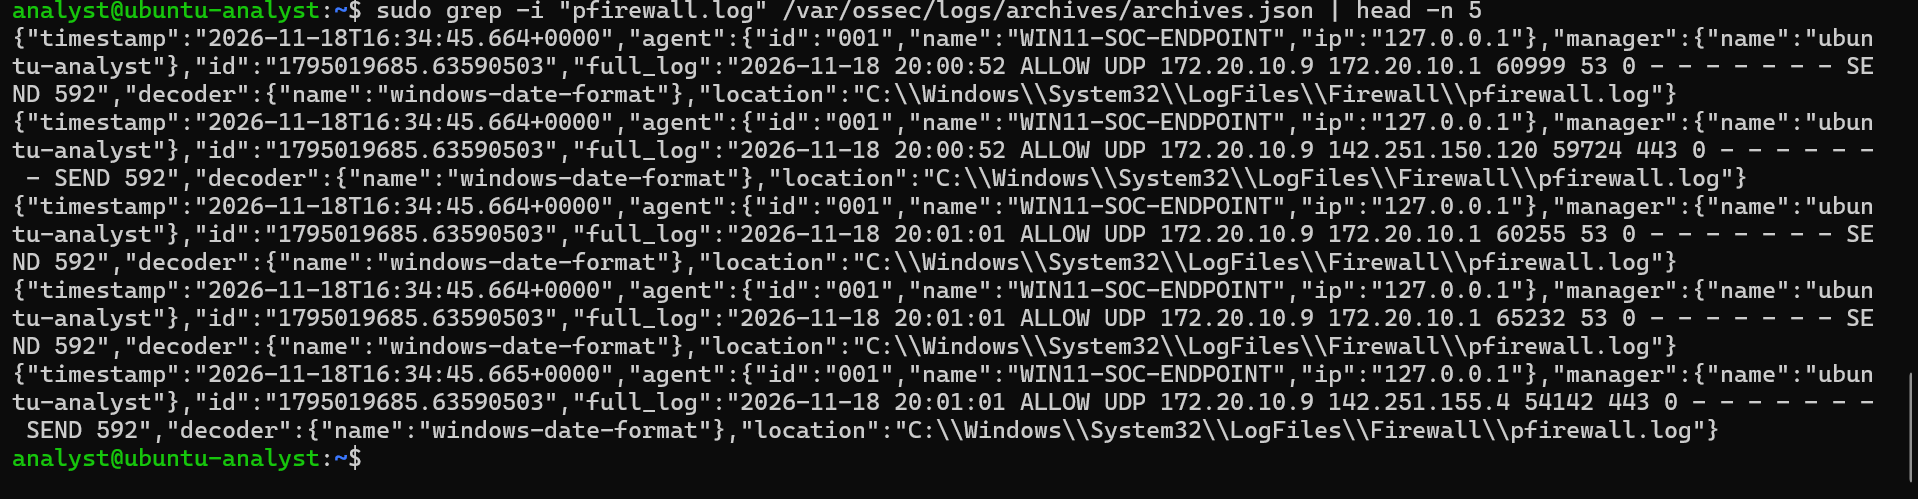 analyst@ubuntu-analyst:~$ sudo grep -i "pfirewall.log" /var/ossec/logs/archives/archives.json | head -n 5
{"timestamp":"2026-11-18T16:34:45.664+0000","agent":{"id":"001","name":"WIN11-SOC-ENDPOINT","ip":"127.0.0.1"},"manager":{"name":"ubun
tu-analyst"},"id":"1795019685.63590503","full_log":"2026-11-18 20:00:52 ALLOW UDP 172.20.10.9 172.20.10.1 60999 53 0 - - - - - - - SE
ND 592","decoder":{"name":"windows-date-format"},"location":"C:\\Windows\\System32\\LogFiles\\Firewall\\pfirewall.log"}
{"timestamp":"2026-11-18T16:34:45.664+0000","agent":{"id":"001","name":"WIN11-SOC-ENDPOINT","ip":"127.0.0.1"},"manager":{"name":"ubun
tu-analyst"},"id":"1795019685.63590503","full_log":"2026-11-18 20:00:52 ALLOW UDP 172.20.10.9 142.251.150.120 59724 443 0 - - - - - -
 - SEND 592","decoder":{"name":"windows-date-format"},"location":"C:\\Windows\\System32\\LogFiles\\Firewall\\pfirewall.log"}
{"timestamp":"2026-11-18T16:34:45.664+0000","agent":{"id":"001","name":"WIN11-SOC-ENDPOINT","ip":"127.0.0.1"},"manager":{"name":"ubun
tu-analyst"},"id":"1795019685.63590503","full_log":"2026-11-18 20:01:01 ALLOW UDP 172.20.10.9 172.20.10.1 60255 53 0 - - - - - - - SE
ND 592","decoder":{"name":"windows-date-format"},"location":"C:\\Windows\\System32\\LogFiles\\Firewall\\pfirewall.log"}
{"timestamp":"2026-11-18T16:34:45.664+0000","agent":{"id":"001","name":"WIN11-SOC-ENDPOINT","ip":"127.0.0.1"},"manager":{"name":"ubun
tu-analyst"},"id":"1795019685.63590503","full_log":"2026-11-18 20:01:01 ALLOW UDP 172.20.10.9 172.20.10.1 65232 53 0 - - - - - - - SE
ND 592","decoder":{"name":"windows-date-format"},"location":"C:\\Windows\\System32\\LogFiles\\Firewall\\pfirewall.log"}
{"timestamp":"2026-11-18T16:34:45.665+0000","agent":{"id":"001","name":"WIN11-SOC-ENDPOINT","ip":"127.0.0.1"},"manager":{"name":"ubun
tu-analyst"},"id":"1795019685.63590503","full_log":"2026-11-18 20:01:01 ALLOW UDP 172.20.10.9 142.251.155.4 54142 443 0 - - - - - - -
 SEND 592","decoder":{"name":"windows-date-format"},"location":"C:\\Windows\\System32\\LogFiles\\Firewall\\pfirewall.log"}
analyst@ubuntu-analyst:~$